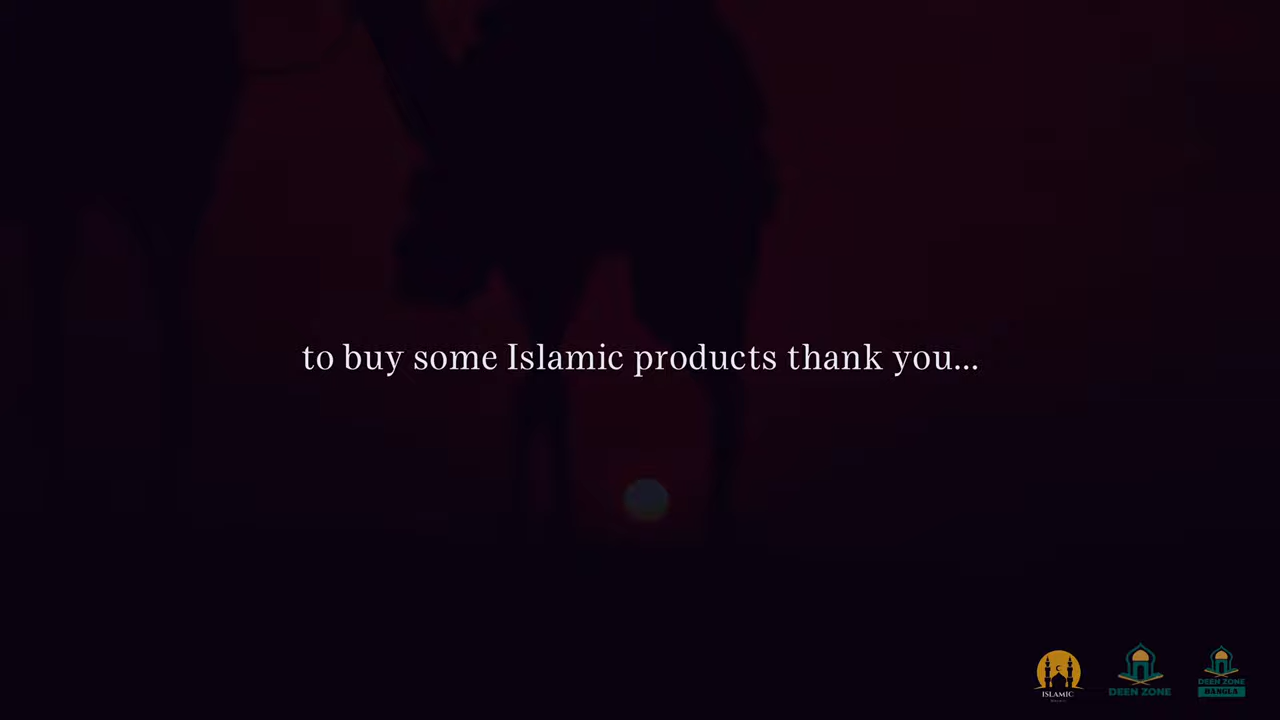 to buy some Islamic products thank you...
ISLAMIC
DEEN ZONE
DEEN ZONE
BANGLA